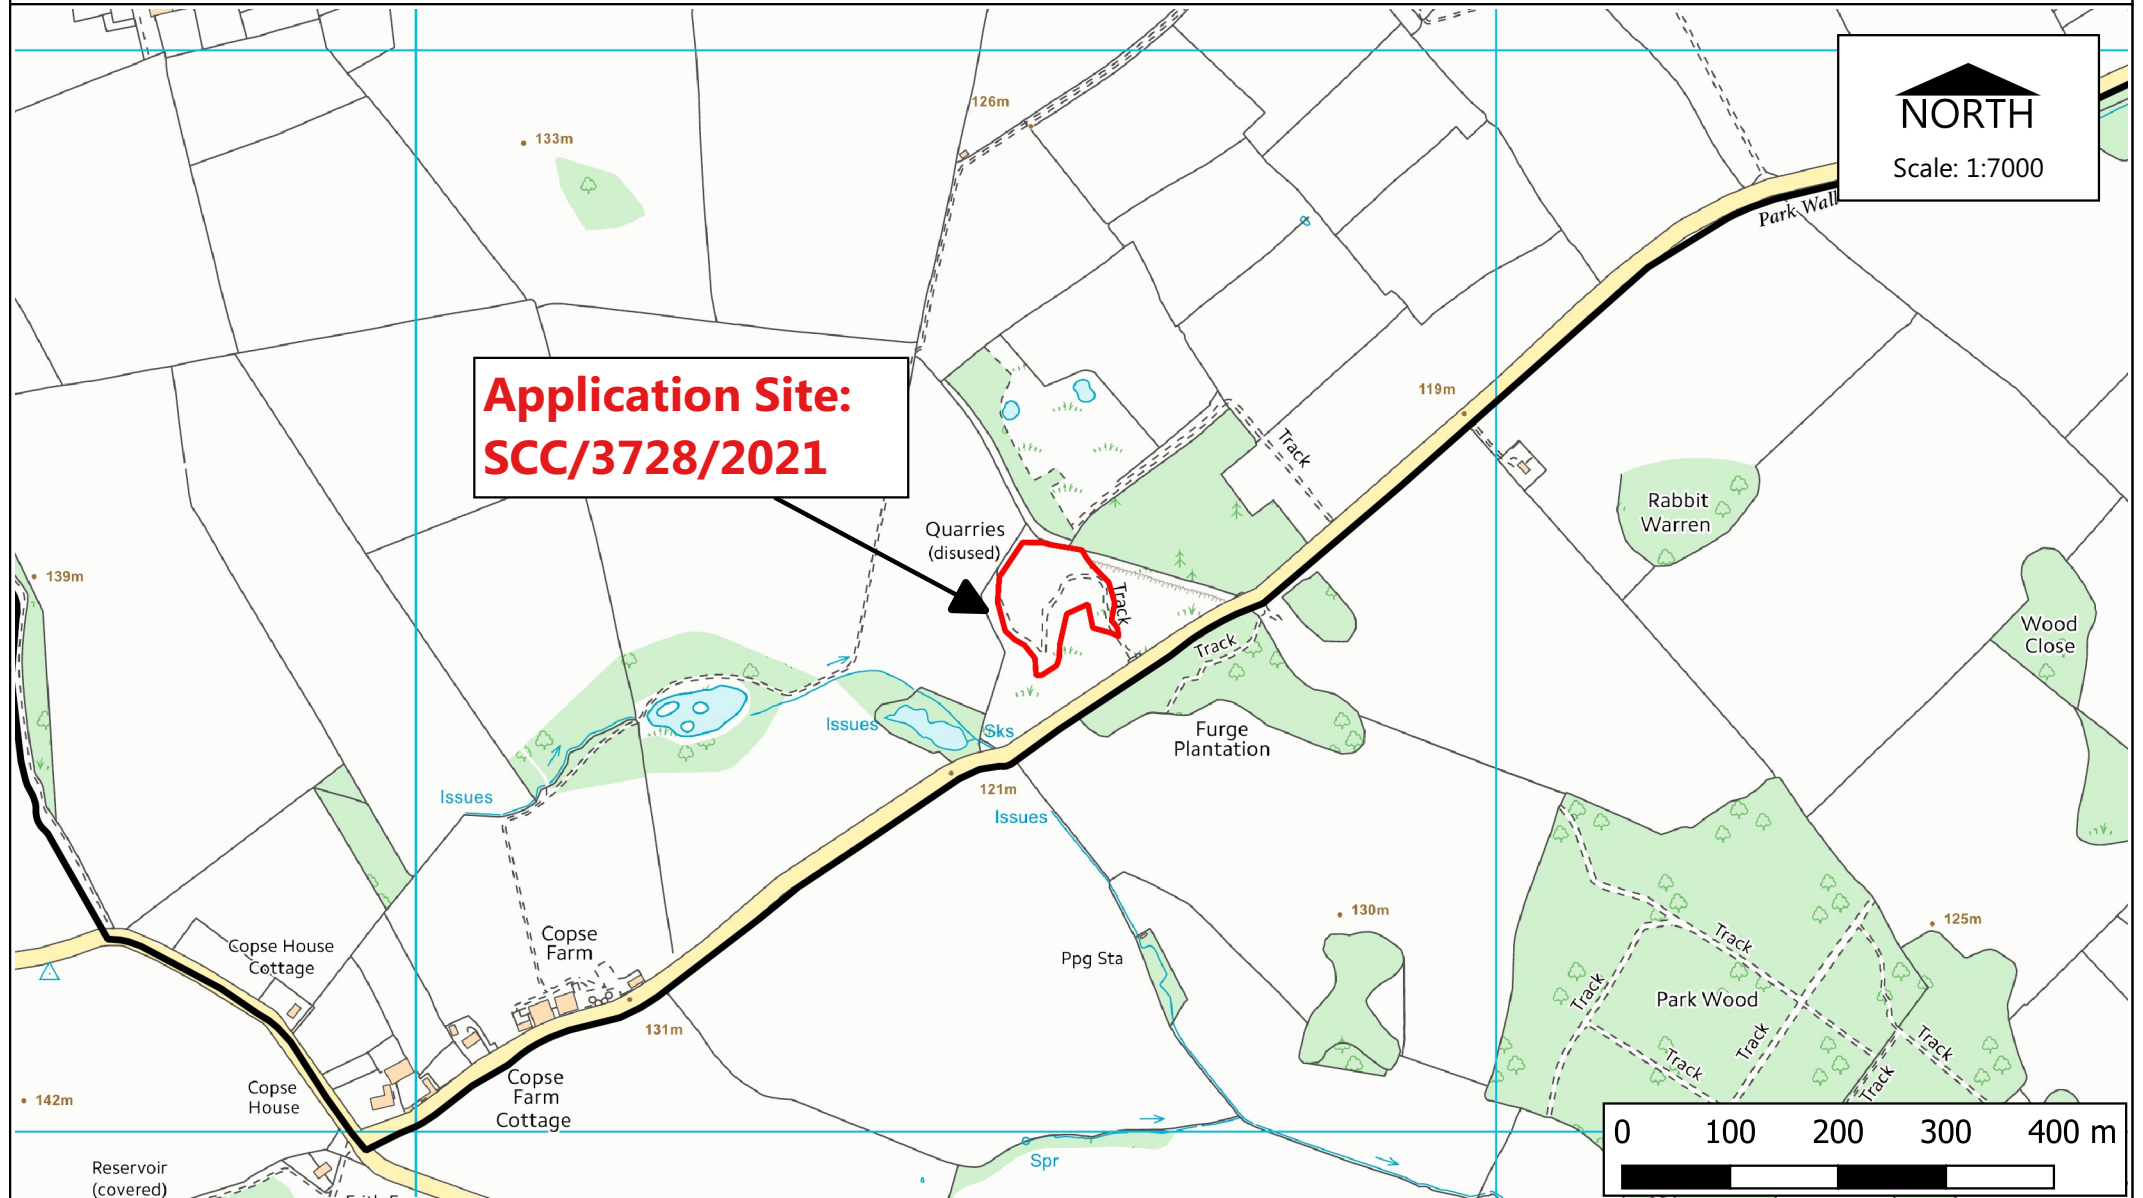 126m
NORTH
133m
Scale: 1:7000
Park Wall
Application Site:
SCC/3728/2021
119m
Track
Rabbit
Warren
Quarries
(disused)
139m
Track
Wood
Close
Track
Issues
Sks
Furge
Plantation
Issues
121m
Issues
130m
125m
Copse
Farm
Copse House
Cottage
Track
Ppg Sta
Track
Park Wood
131m
Track
Track
Track
Track
Copse
Farm
Cottage
Copse
House
142m
0 100 200 300 400 m
Spr
Reservoir
(covered)